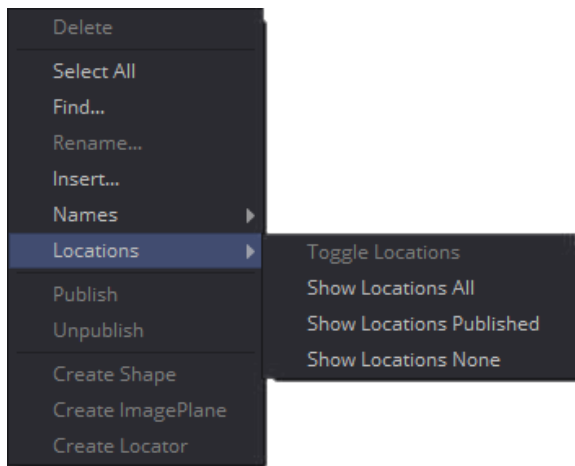 Delete
Select All
Find...
Rename...
Insert...
Names
Locations
Toggle Locations
Show Locations All
Show Locations Published
Show Locations None
Publish
Unpublish
Create Shape
Create ImagePlane
Create Locator